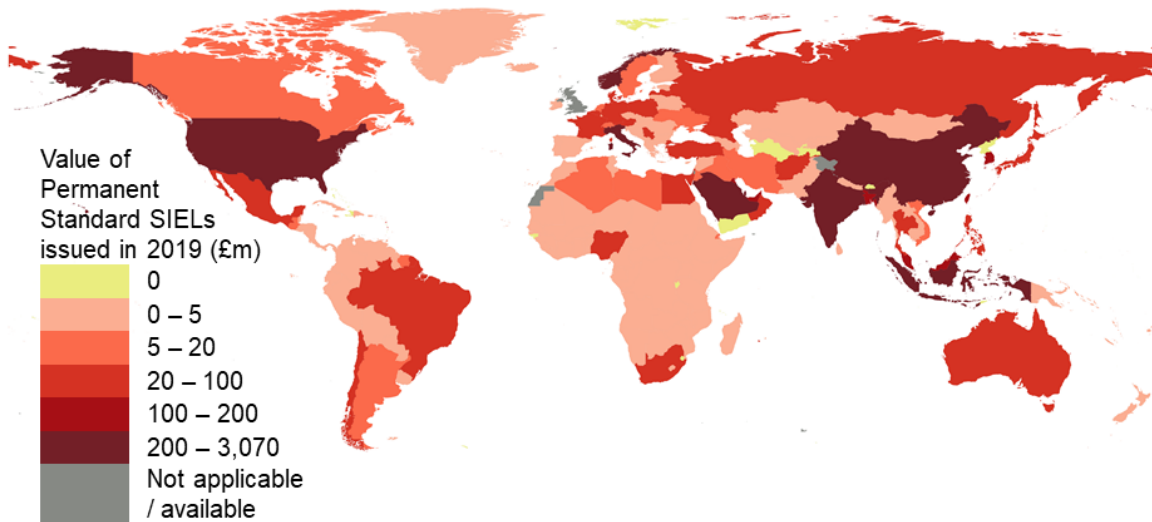 Value of
Permanent
Standard SIELs
issued in 2019 (£m)
0
0 – 5
5 – 20
20 – 100
100 – 200
200 – 3,070
Not applicable
/ available